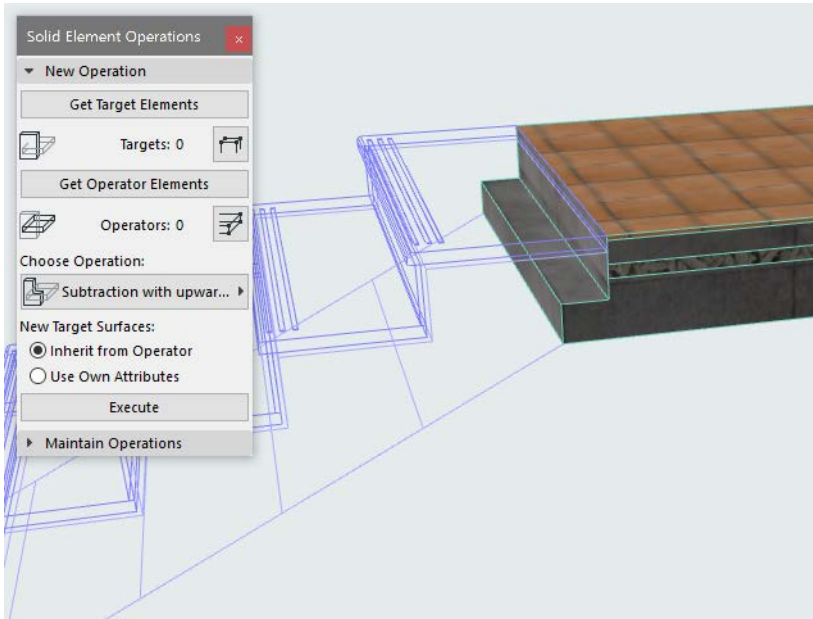 Solid Element Operations
New Operation
Get Target Elements
Targets: 0
Get Operator Elements
Operators: 0
Choose Operation:
Subtraction with upwar...
New Target Surfaces:
Inherit from Operator
Use Own Attributes
Execute
Maintain Operations